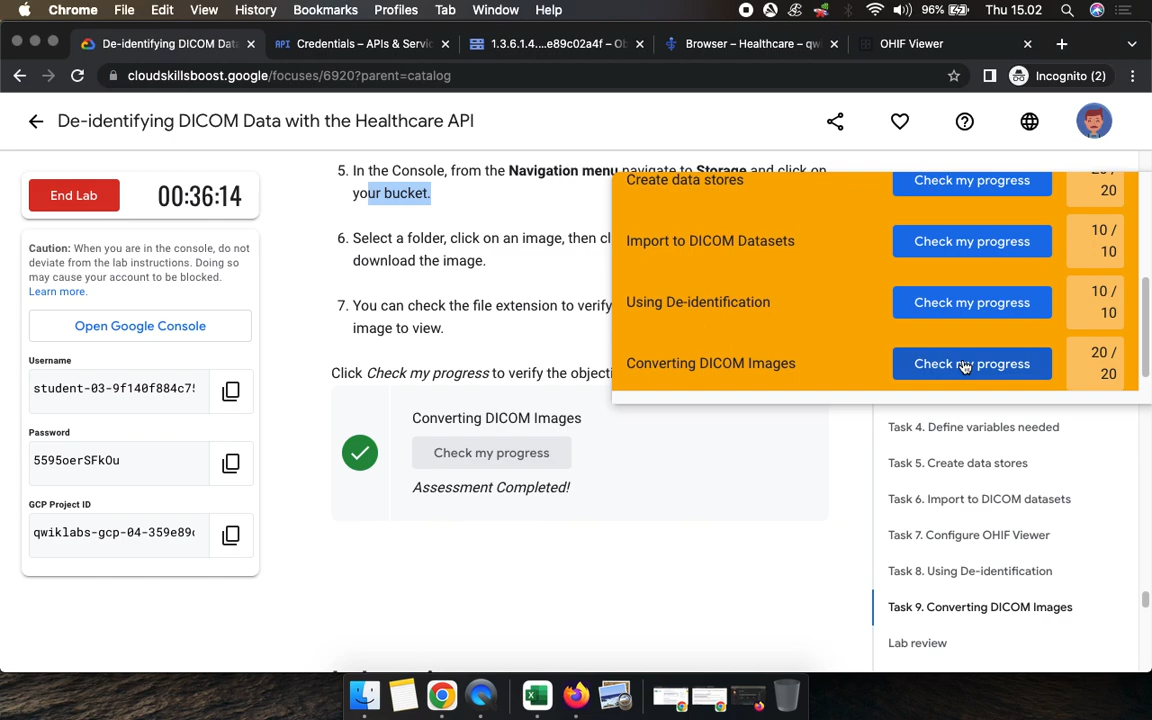 Chrome File Edit View History Bookmarks Profiles Tab Window Help 96% Thu 15.02
De-identifying DICOM Dat Credentials – APIs & Servic 1.3.6.1.4....e89c02a4f – Ob Browser – Healthcare – qw OHIF Viewer
cloudskillsboost.google/focuses/6920?parent=catalog Incognito (2)
De-identifying DICOM Data with the Healthcare API
End Lab 00:36:14
Caution: When you are in the console, do not
deviate from the lab instructions. Doing so
may cause your account to be blocked.
Learn more.
Open Google Console
Username
student-03-9f140f884c75
Password
5595oerSFkOu
GCP Project ID
qwiklabs-gcp-04-359e89
5. In the Console, from the Navigation menu navigate to Storage and click on
your bucket.
6. Select a folder, click on an image, then cl
download the image.
7. You can check the file extension to verify
image to view.
Click Check my progress to verify the objecti
Converting DICOM Images
Check my progress
Assessment Completed!
Create data stores Check my progress 20 /
20
Import to DICOM Datasets Check my progress 10 /
10
Using De-identification Check my progress 10 /
10
Converting DICOM Images Check my progress 20 /
20
Task 4. Define variables needed
Task 5. Create data stores
Task 6. Import to DICOM datasets
Task 7. Configure OHIF Viewer
Task 8. Using De-identification
Task 9. Converting DICOM Images
Lab review